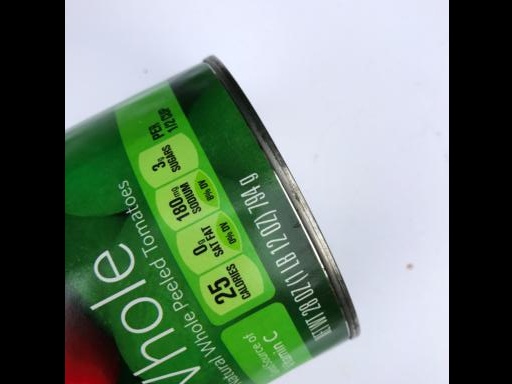 hole
natural Whole Peeled Tomatoes
25
CALORIES
0g
SAT FAT
0% DV
180mg
SODIUM
8% DV
3g
SUGARS
PER
1/2 CUP
Source of
Vitamin C
NET WT 28 OZ (1 LB 12 OZ) 794 g